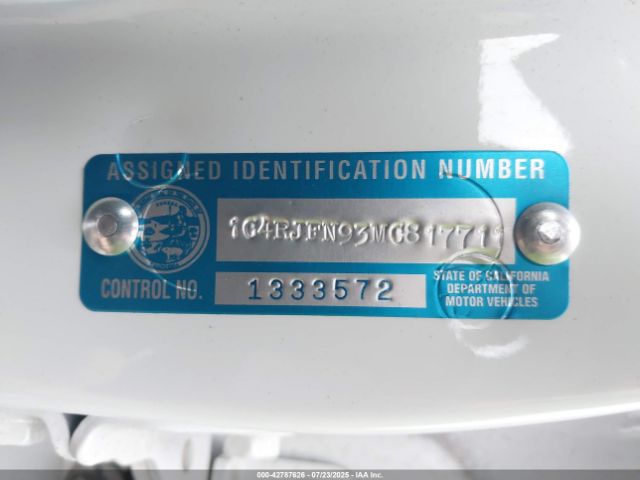 ASSIGNED IDENTIFICATION NUMBER
1C4RJFN93MC817711
CONTROL NO. 1333572
STATE OF CALIFORNIA
DEPARTMENT OF
MOTOR VEHICLES
000-42787626 - 07/23/2025 - IAA Inc.